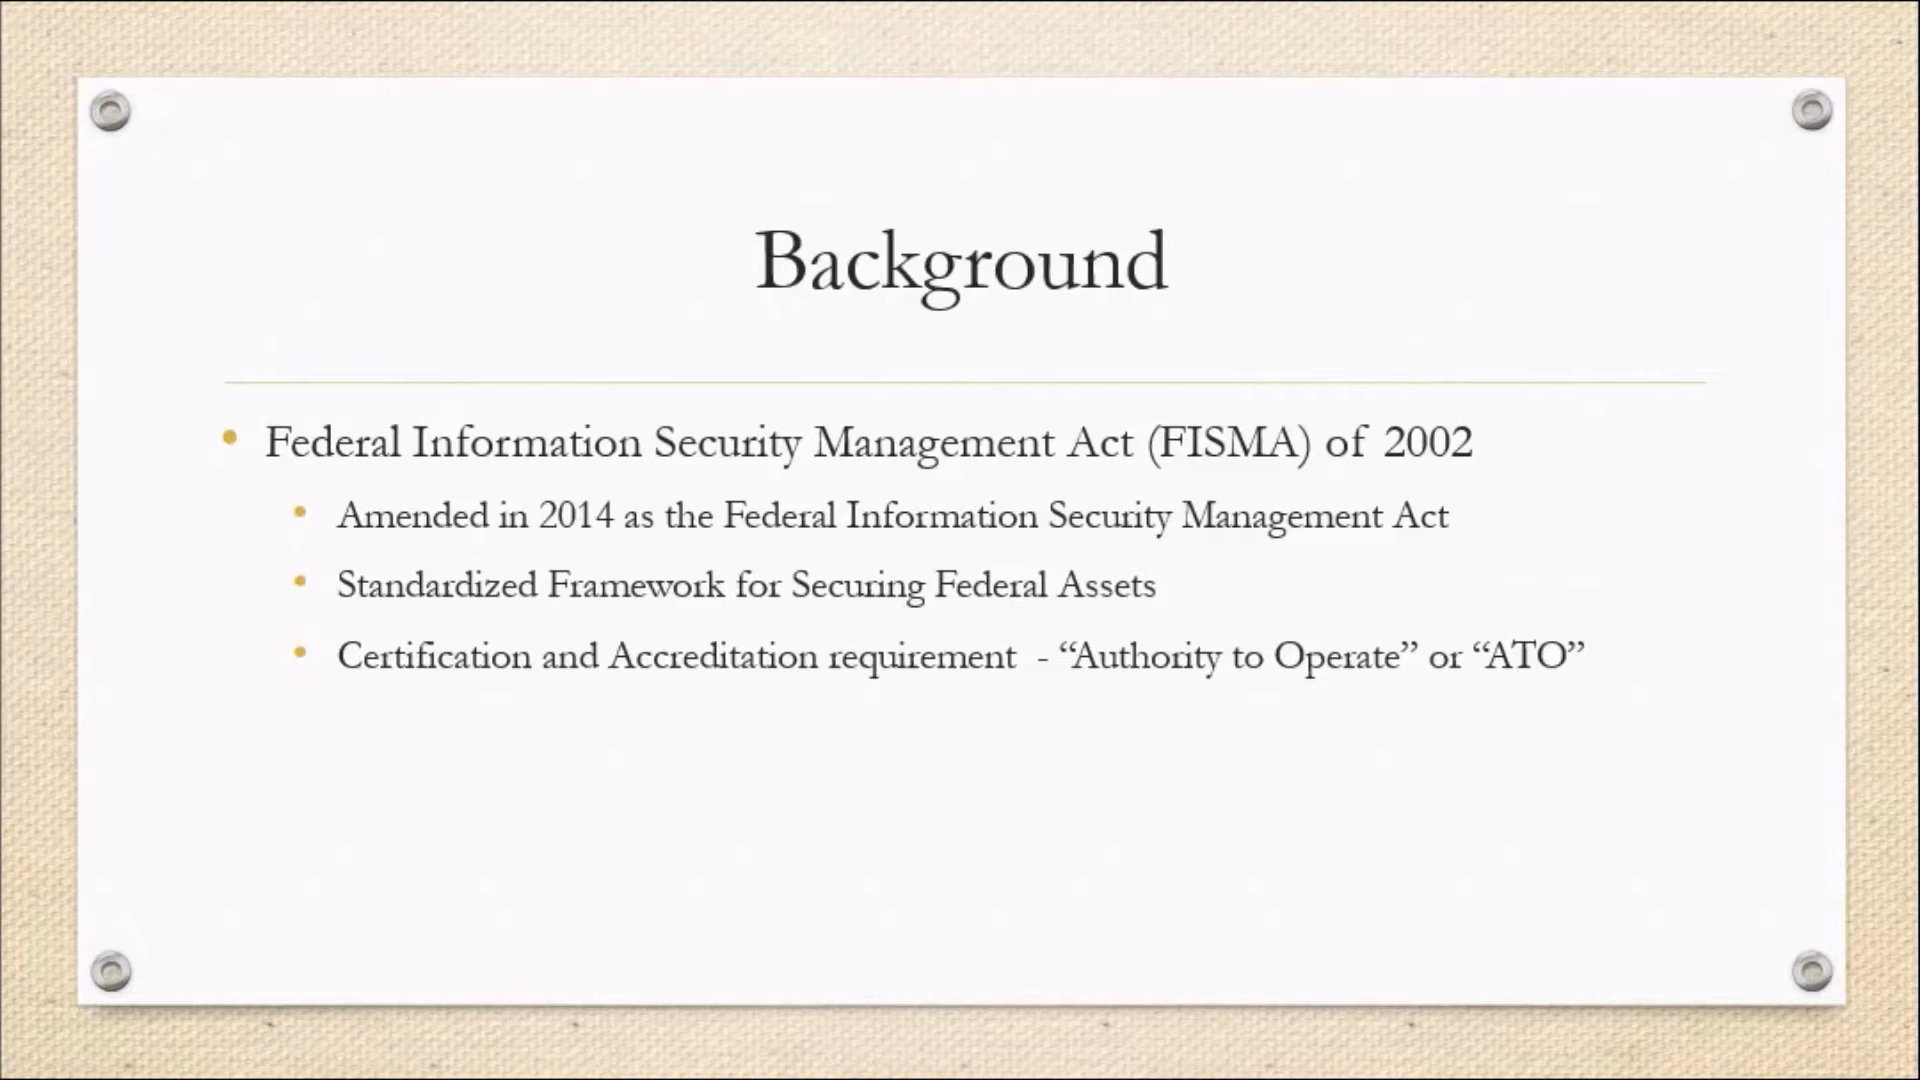 Background
• Federal Information Security Management Act (FISMA) of 2002
• Amended in 2014 as the Federal Information Security Management Act
• Standardized Framework for Securing Federal Assets
• Certification and Accreditation requirement - “Authority to Operate” or “ATO”